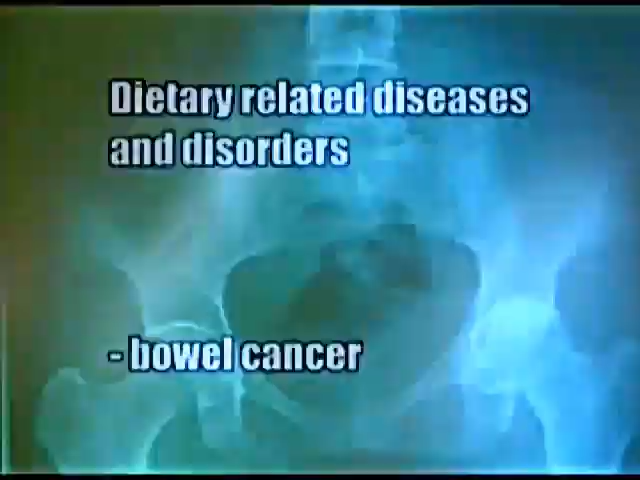 Dietary related diseases
and disorders
- bowel cancer